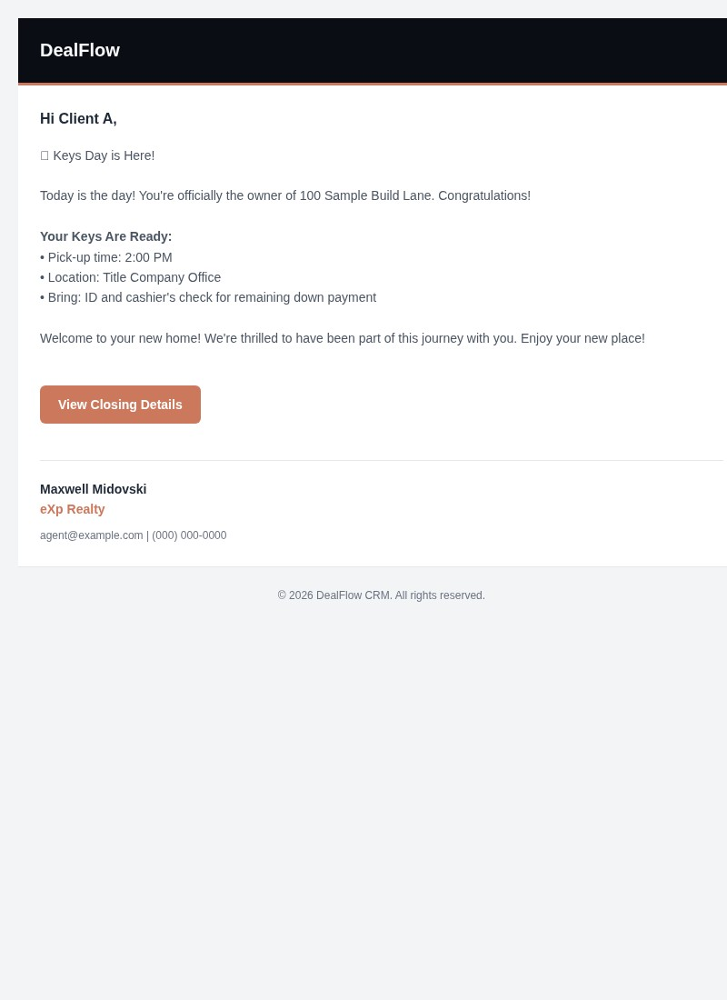 DealFlow
Hi Client A,
Keys Day is Here!
Today is the day! You're officially the owner of 100 Sample Build Lane. Congratulations!
Your Keys Are Ready:
• Pick-up time: 2:00 PM
• Location: Title Company Office
• Bring: ID and cashier's check for remaining down payment
Welcome to your new home! We're thrilled to have been part of this journey with you. Enjoy your new place!
View Closing Details
Maxwell Midovski
eXp Realty
agent@example.com | (000) 000-0000
© 2026 DealFlow CRM. All rights reserved.